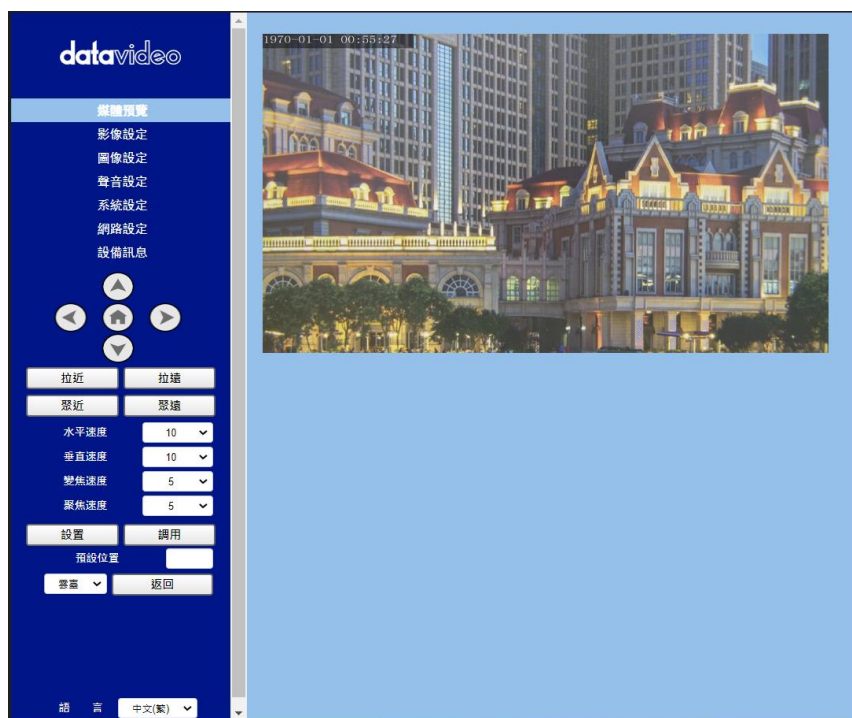 datavideo
媒體預覽
影像設定
圖像設定
聲音設定
系統設定
網路設定
設備訊息
拉近 拉遠
聚近 聚遠
水平速度 10
垂直速度 10
變焦速度 5
聚焦速度 5
設置 調用
預設位置
雲臺 返回
語 言 中文(繁)
1970-01-01 00:55:27